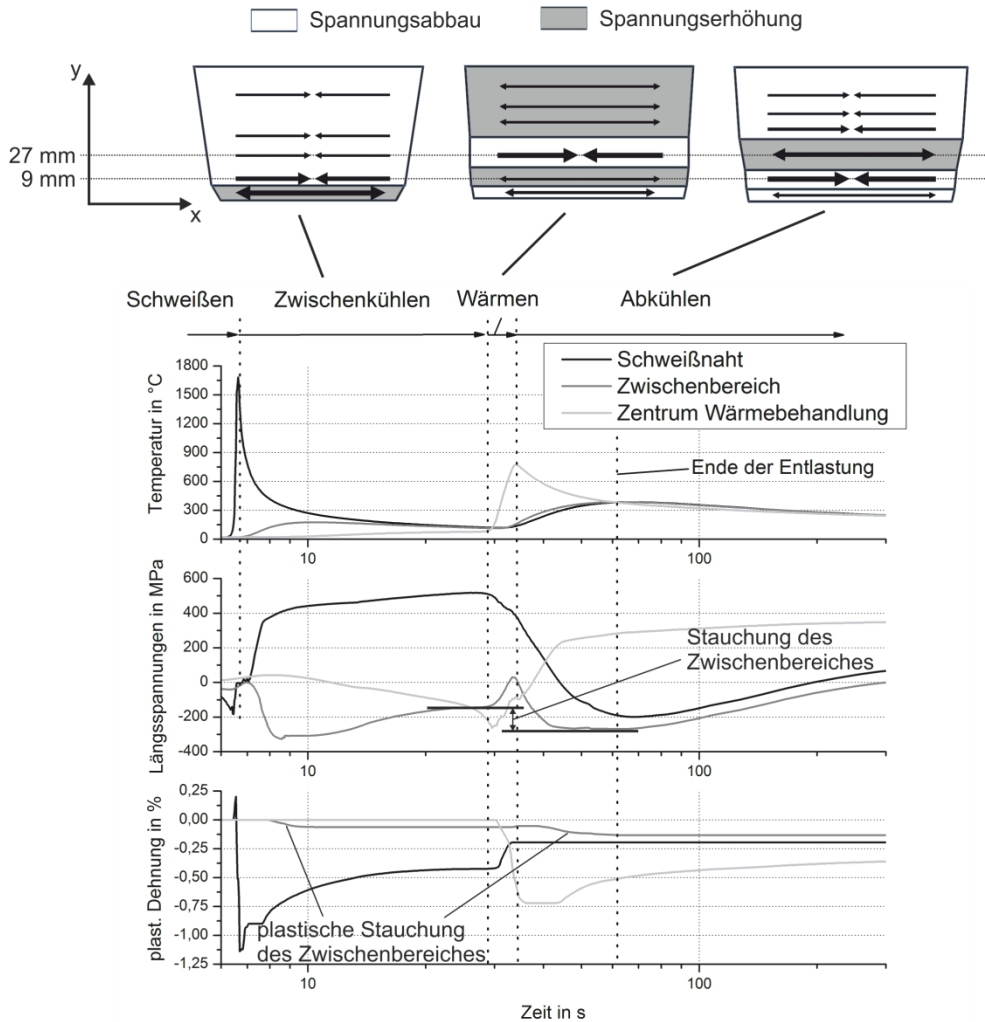 Spannungsabbau
Spannungserhöhung
y
27 mm
9 mm
x
Schweißen
Zwischenkühlen
Wärmen
Abkühlen
Temperatur in °C
1800
1500
1200
900
600
300
0
10
100
Schweißnaht
Zwischenbereich
Zentrum Wärmebehandlung
Ende der Entlastung
Längsspannungen in MPa
600
400
200
0
-200
-400
10
100
Stauchung des
Zwischenbereiches
plast. Dehnung in %
0,25
0,00
-0,25
-0,50
-0,75
-1,00
-1,25
10
100
plastische Stauchung
des Zwischenbereiches
Zeit in s